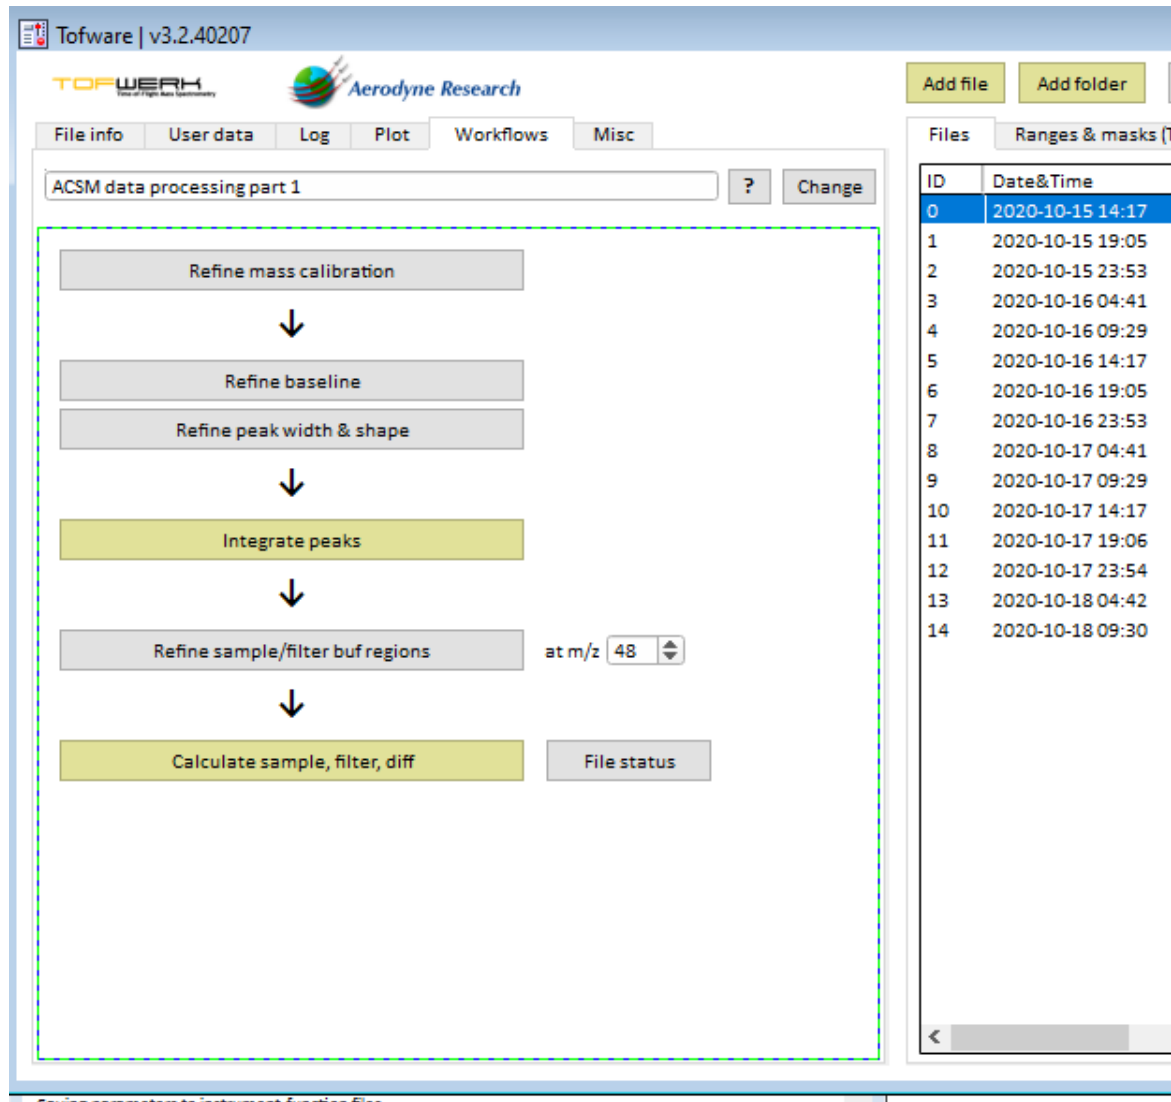 Tofware | v3.2.40207
TOFWERK
Aerodyne Research
Add file
Add folder
File info
User data
Log
Plot
Workflows
Misc
Files
Ranges & masks (T
ACSM data processing part 1
?
Change
Refine mass calibration
Refine baseline
Refine peak width & shape
Integrate peaks
Refine sample/filter buf regions
at m/z 48
Calculate sample, filter, diff
File status
ID Date&Time
0 2020-10-15 14:17
1 2020-10-15 19:05
2 2020-10-15 23:53
3 2020-10-16 04:41
4 2020-10-16 09:29
5 2020-10-16 14:17
6 2020-10-16 19:05
7 2020-10-16 23:53
8 2020-10-17 04:41
9 2020-10-17 09:29
10 2020-10-17 14:17
11 2020-10-17 19:06
12 2020-10-17 23:54
13 2020-10-18 04:42
14 2020-10-18 09:30